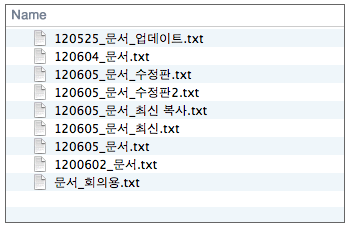 Name
120525_문서_업데이트.txt
120604_문서.txt
120605_문서_수정판.txt
120605_문서_수정판2.txt
120605_문서_최신 복사.txt
120605_문서_최신.txt
120605_문서.txt
1200602_문서.txt
문서_회의용.txt